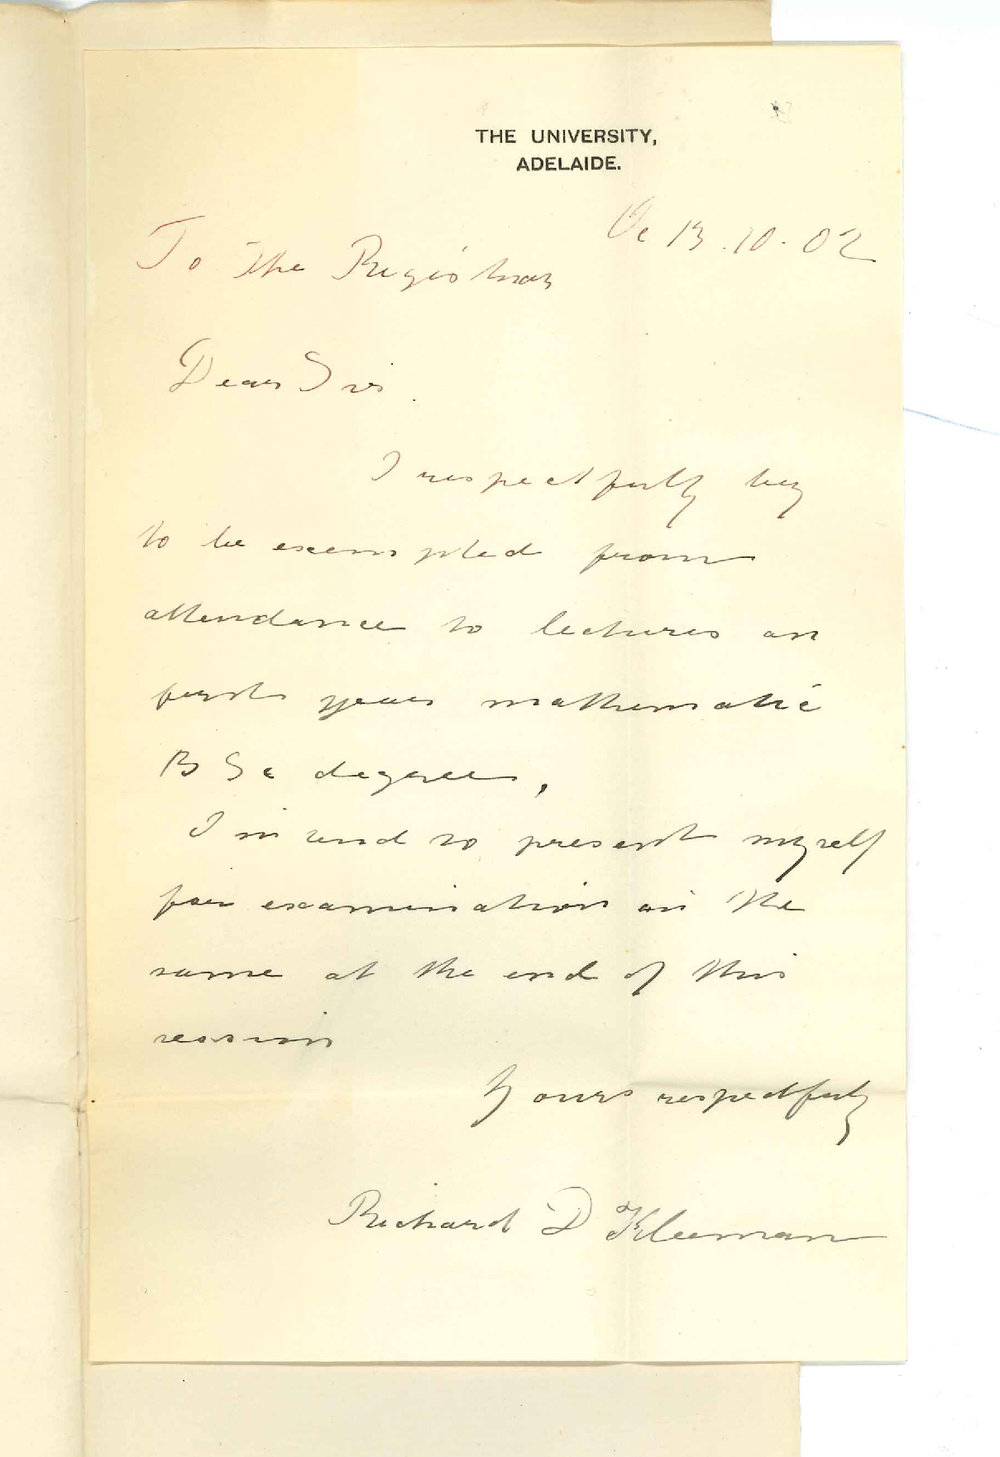 THE UNIVERSITY,
ADELAIDE.
Oc 13.10.02
To the Registrar
Dear Sir.
I respectfully beg
to be exempted from
attendance to lectures on
first years mathematic
B Sc degree,
I intend to present myself
for examination in the
same at the end of this
session
Yours respectfuly
Richard D Kleeman